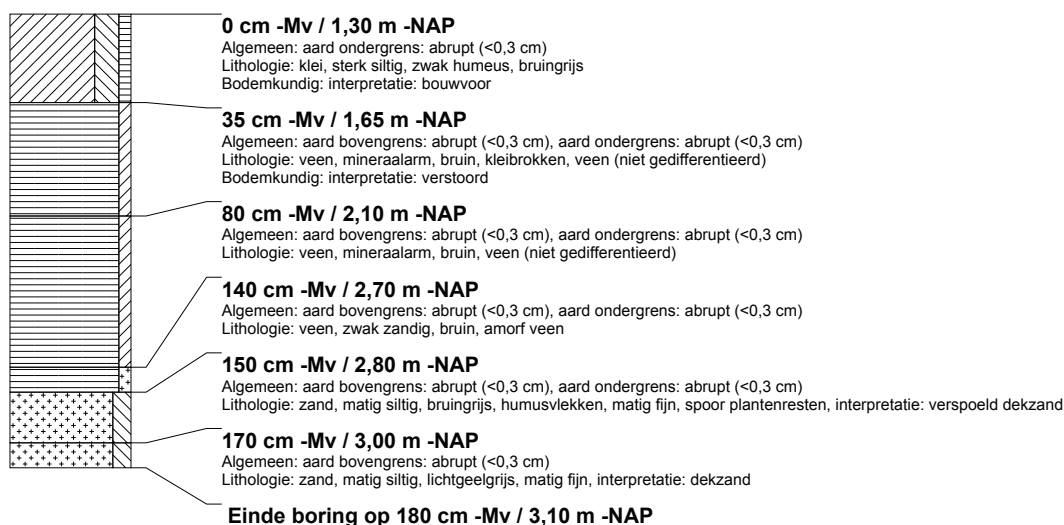 0 cm -Mv / 1,30 m -NAP
Algemeen: aard ondergrens: abrupt (<0,3 cm)
Lithologie: klei, sterk siltig, zwak humeus, bruingrijs
Bodemkundig: interpretatie: bouwvoor
35 cm -Mv / 1,65 m -NAP
Algemeen: aard bovengrens: abrupt (<0,3 cm), aard ondergrens: abrupt (<0,3 cm)
Lithologie: veen, mineraalarm, bruin, kleibrokken, veen (niet gedifferentieerd)
Bodemkundig: interpretatie: verstoord
80 cm -Mv / 2,10 m -NAP
Algemeen: aard bovengrens: abrupt (<0,3 cm), aard ondergrens: abrupt (<0,3 cm)
Lithologie: veen, mineraalarm, bruin, veen (niet gedifferentieerd)
140 cm -Mv / 2,70 m -NAP
Algemeen: aard bovengrens: abrupt (<0,3 cm), aard ondergrens: abrupt (<0,3 cm)
Lithologie: veen, zwak zandig, bruin, amorf veen
150 cm -Mv / 2,80 m -NAP
Algemeen: aard bovengrens: abrupt (<0,3 cm), aard ondergrens: abrupt (<0,3 cm)
Lithologie: zand, matig siltig, bruingrijs, humusvlekken, matig fijn, spoor plantenresten, interpretatie: verspoeld dekzand
170 cm -Mv / 3,00 m -NAP
Algemeen: aard bovengrens: abrupt (<0,3 cm)
Lithologie: zand, matig siltig, lichtgeelgrijs, matig fijn, interpretatie: dekzand
Einde boring op 180 cm -Mv / 3,10 m -NAP